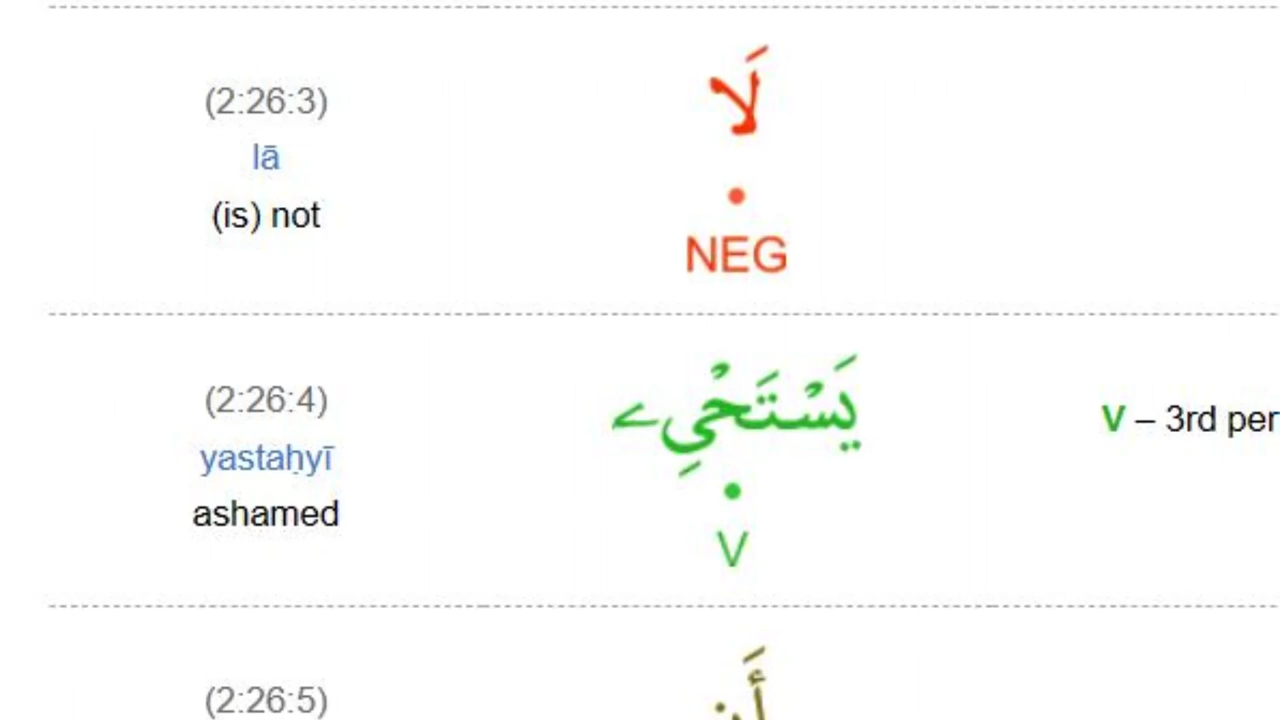 (2:26:3)
lā
(is) not
لَا
NEG
(2:26:4)
yastaḥyī
ashamed
يَسْتَحْىِۦ
V
V – 3rd per
(2:26:5)
أَن